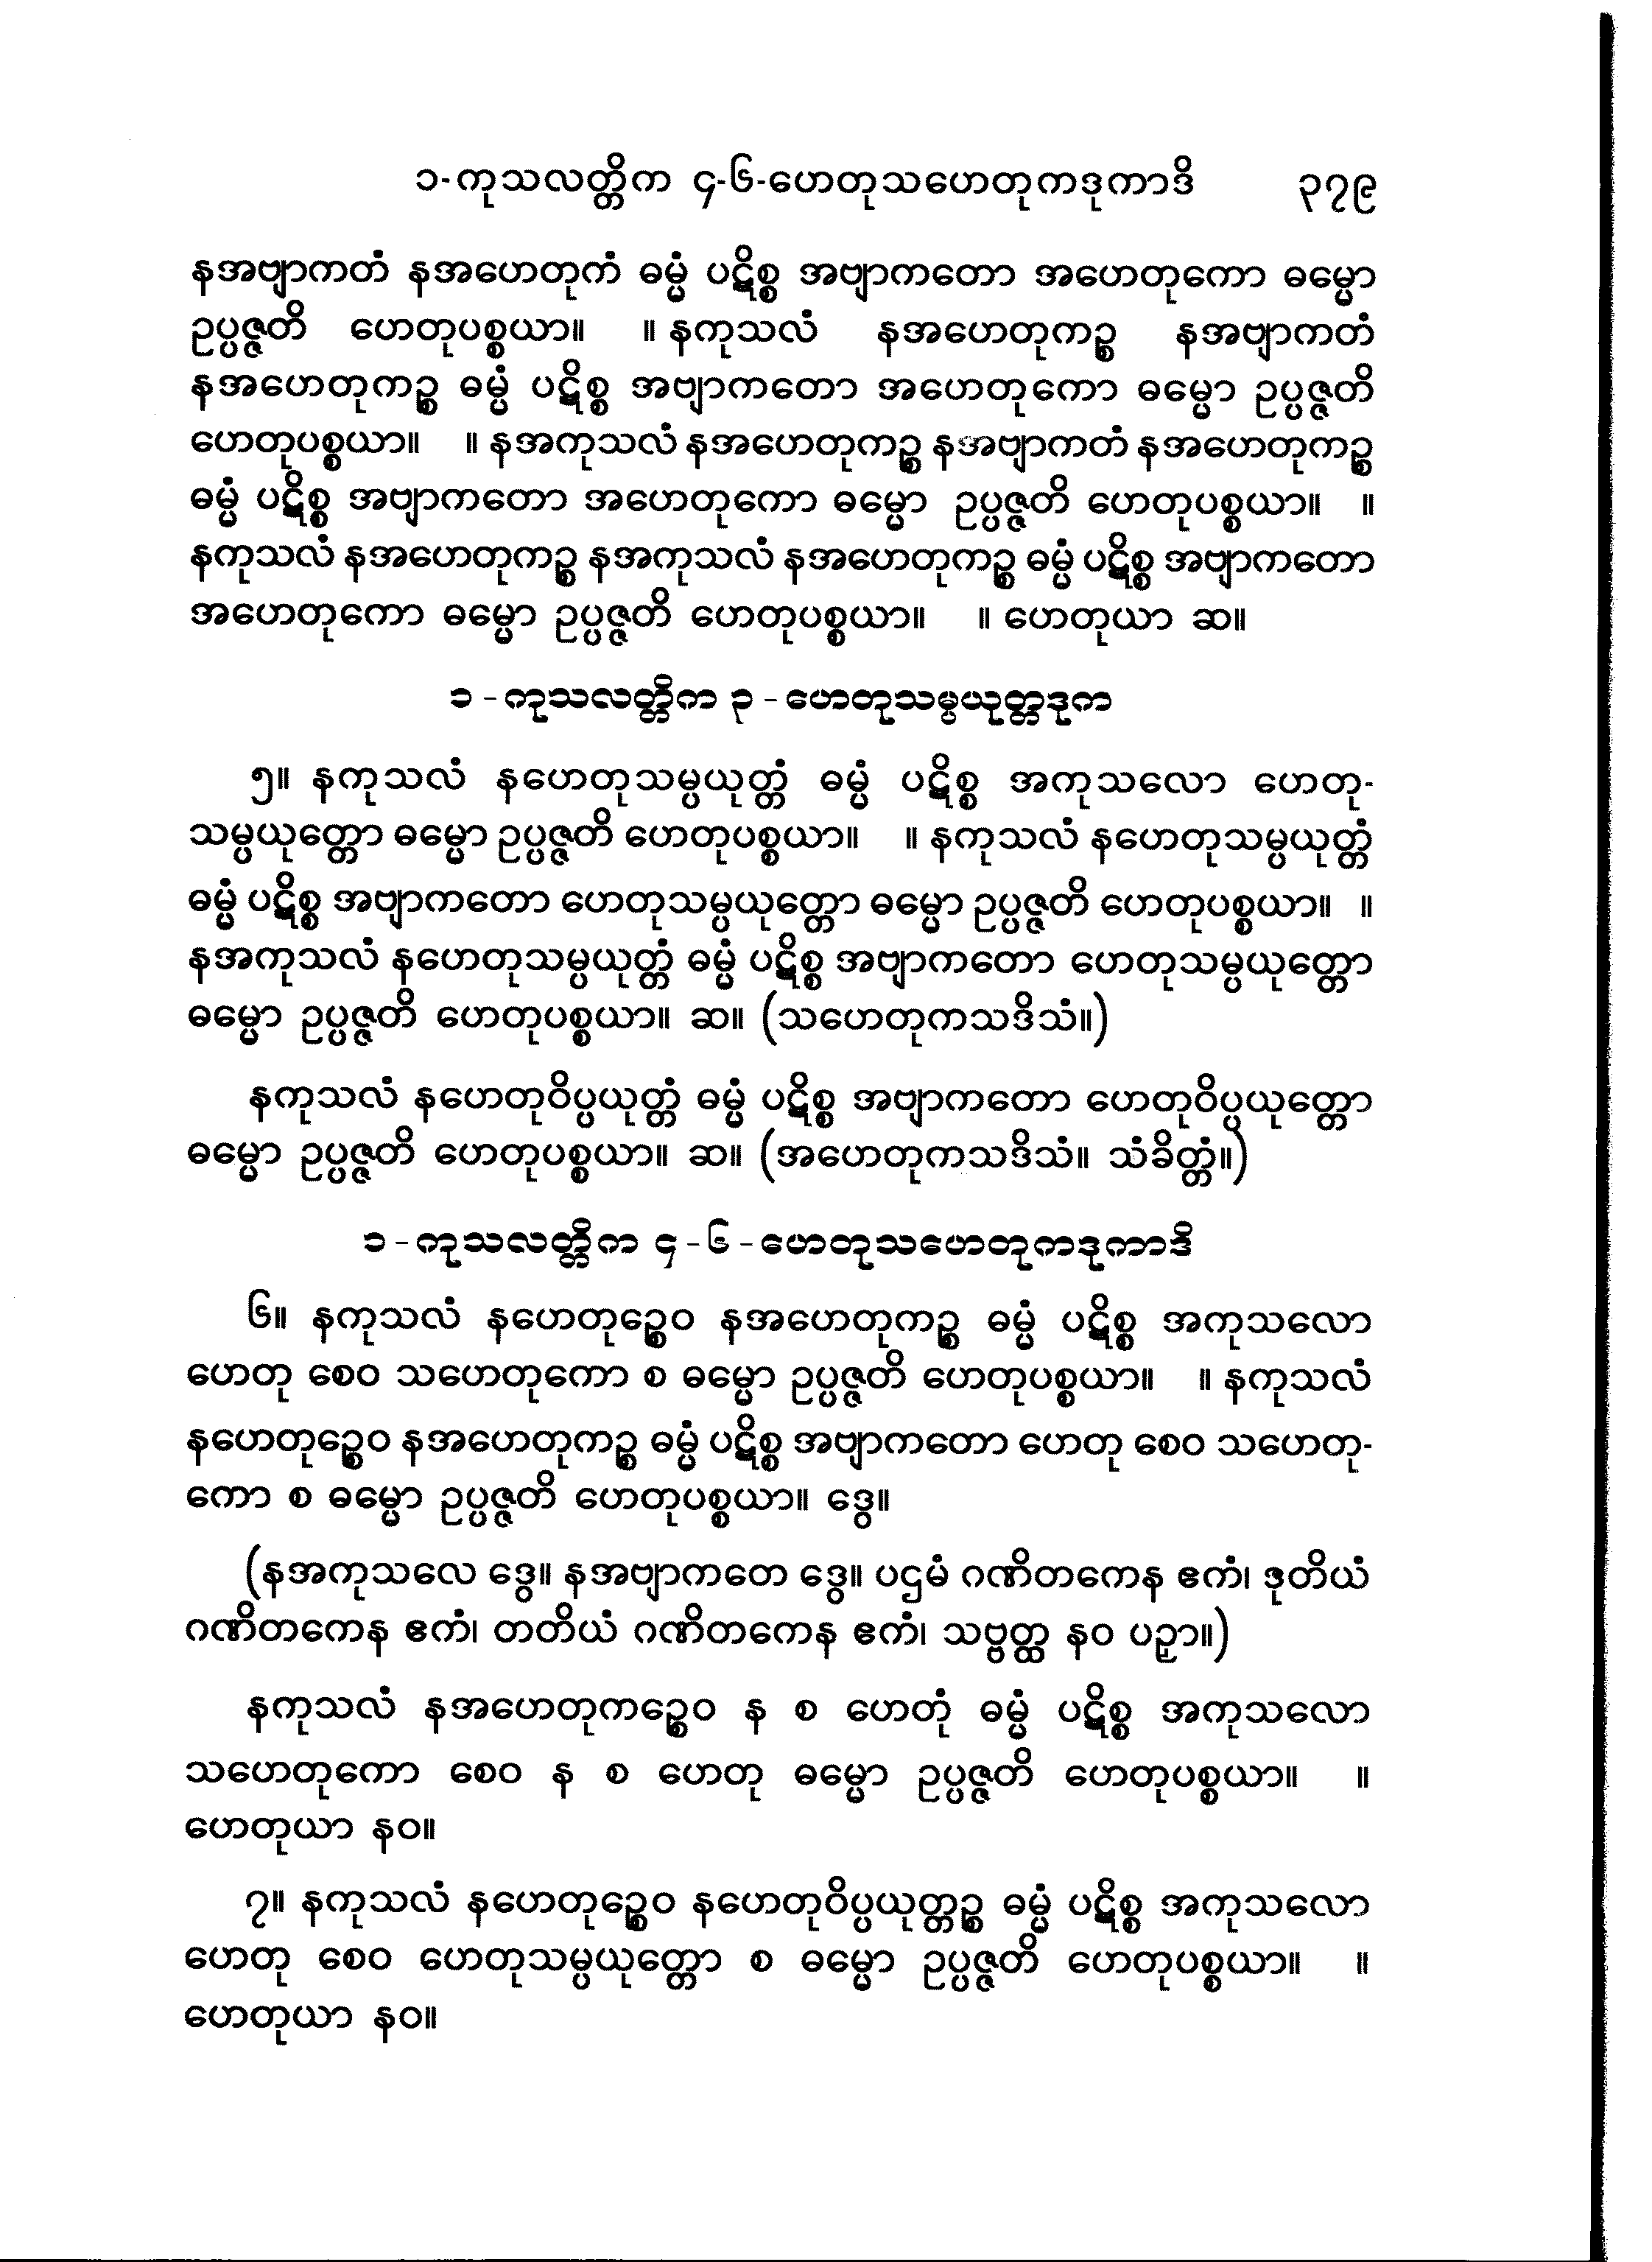 ၁-ကုသလတ္တိက ၄-၆-ဟေတုသဟေတုကဒုကာဒိ ၃၇၉
နအဗျာကတံ နအဟေတုကံ ဓမ္မံ ပဋိစ္စ အဗျာကတော အဟေတုကော ဓမ္မော
ဥပ္ပဇ္ဇတိ ဟေတုပစ္စယာ။ ။ နကုသလံ နအဟေတုကဉ္စ နအဗျာကတံ
နအဟေတုကဉ္စ ဓမ္မံ ပဋိစ္စ အဗျာကတော အဟေတုကော ဓမ္မော ဥပ္ပဇ္ဇတိ
ဟေတုပစ္စယာ။ ။ နအကုသလံ နအဟေတုကဉ္စ နအဗျာကတံ နအဟေတုကဉ္စ
ဓမ္မံ ပဋိစ္စ အဗျာကတော အဟေတုကော ဓမ္မော ဥပ္ပဇ္ဇတိ ဟေတုပစ္စယာ။ ။
နကုသလံ နအဟေတုကဉ္စ နအကုသလံ နအဟေတုကဉ္စ ဓမ္မံ ပဋိစ္စ အဗျာကတော
အဟေတုကော ဓမ္မော ဥပ္ပဇ္ဇတိ ဟေတုပစ္စယာ။ ။ ဟေတုယာ ဆ။
၁ - ကုသလတ္တိက ၃ - ဟေတုသမ္ပယုတ္တဒုက
၅။ နကုသလံ နဟေတုသမ္ပယုတ္တံ ဓမ္မံ ပဋိစ္စ အကုသလော ဟေတု-
သမ္ပယုတ္တော ဓမ္မော ဥပ္ပဇ္ဇတိ ဟေတုပစ္စယာ။ ။ နကုသလံ နဟေတုသမ္ပယုတ္တံ
ဓမ္မံ ပဋိစ္စ အဗျာကတော ဟေတုသမ္ပယုတ္တော ဓမ္မော ဥပ္ပဇ္ဇတိ ဟေတုပစ္စယာ။ ။
နအကုသလံ နဟေတုသမ္ပယုတ္တံ ဓမ္မံ ပဋိစ္စ အဗျာကတော ဟေတုသမ္ပယုတ္တော
ဓမ္မော ဥပ္ပဇ္ဇတိ ဟေတုပစ္စယာ။ ဆ။ (သဟေတုကသဒိသံ။)
နကုသလံ နဟေတုဝိပ္ပယုတ္တံ ဓမ္မံ ပဋိစ္စ အဗျာကတော ဟေတုဝိပ္ပယုတ္တော
ဓမ္မော ဥပ္ပဇ္ဇတိ ဟေတုပစ္စယာ။ ဆ။ (အဟေတုကသဒိသံ။ သံခိတ္တံ။)
၁ - ကုသလတ္တိက ၄ - ၆ - ဟေတုသဟေတုကဒုကာဒိ
၆။ နကုသလံ နဟေတုဉ္စေဝ နအဟေတုကဉ္စ ဓမ္မံ ပဋိစ္စ အကုသလော
ဟေတု စေဝ သဟေတုကော စ ဓမ္မော ဥပ္ပဇ္ဇတိ ဟေတုပစ္စယာ။ ။ နကုသလံ
နဟေတုဉ္စေဝ နအဟေတုကဉ္စ ဓမ္မံ ပဋိစ္စ အဗျာကတော ဟေတု စေဝ သဟေတု-
ကော စ ဓမ္မော ဥပ္ပဇ္ဇတိ ဟေတုပစ္စယာ။ ဒွေ။
(နအကုသလေ ဒွေ။ နအဗျာကတေ ဒွေ။ ပဌမံ ဂဏိတကေန ဧကံ၊ ဒုတိယံ
ဂဏိတကေန ဧကံ၊ တတိယံ ဂဏိတကေန ဧကံ၊ သဗ္ဗတ္ထ နဝ ပဉှာ။)
နကုသလံ နအဟေတုကဉ္စေဝ န စ ဟေတုံ ဓမ္မံ ပဋိစ္စ အကုသလော
သဟေတုကော စေဝ န စ ဟေတု ဓမ္မော ဥပ္ပဇ္ဇတိ ဟေတုပစ္စယာ။ ။
ဟေတုယာ နဝ။
၇။ နကုသလံ နဟေတုဉ္စေဝ နဟေတုဝိပ္ပယုတ္တဉ္စ ဓမ္မံ ပဋိစ္စ အကုသလော
ဟေတု စေဝ ဟေတုသမ္ပယုတ္တော စ ဓမ္မော ဥပ္ပဇ္ဇတိ ဟေတုပစ္စယာ။ ။
ဟေတုယာ နဝ။